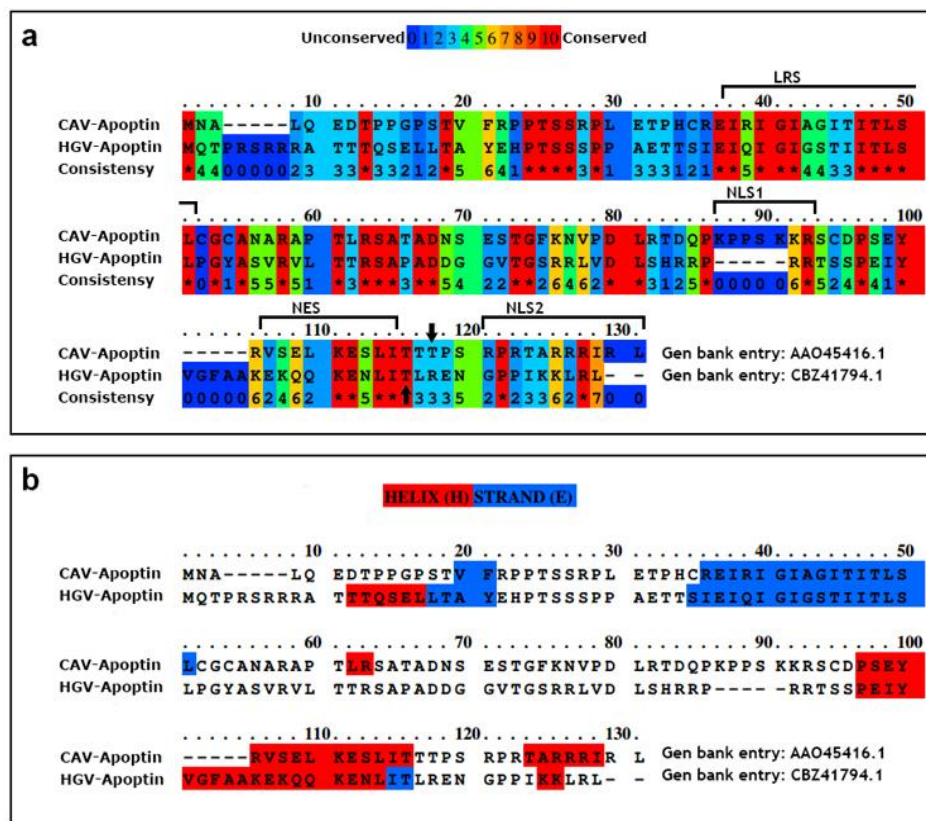 a
Unconserved 0 1 2 3 4 5 6 7 8 9 10 Conserved
LRS
. . . . . . . . . 10 . . . . . . . . . 20 . . . . . . . . . 30 . . . . . . . . . 40 . . . . . . . . . 50
CAV-Apoptin MNA-----LQ EDTPPGPSTV FRPPTSSRPL ETPHCREIRI GIAGITITLS
HGV-Apoptin MQTPRSRRRA TTTQSELLTA YEHPTSSSPP AETTSIEIQI GIGSTIITLS
Consistensy *440000023 33*33212*5 641****3*1 333121**5* **4433****
NLS1
. . . . . . . . . 60 . . . . . . . . . 70 . . . . . . . . . 80 . . . . . . . . . 90 . . . . . . . . . 100
CAV-Apoptin LCGCANARAP TLRSATADNS ESTGFKNVPD LRTDQPKPPSK KRSCDPSEY
HGV-Apoptin LPGYASVRVL TTRSAPADDG GVTGSRRLVD LSHRRP----- RRTSSPEIY
Consistensy *0*1*55*51 *3***3**54 22**26462* *3125*00000 6*524*41*
NES NLS2
. . . . . . . . . 110 . . . . . . . . . 120 . . . . . . . . . 130 .
CAV-Apoptin -----RVSEL KESLITTTPS RPRTARRRIR L Gen bank entry: AAO45416.1
HGV-Apoptin VGFAAKEKQQ KENLITLREN GPPIKKLRL- - Gen bank entry: CBZ41794.1
Consistensy 0000062462 **5***3335 2*23362*70 0
b
HELIX (H) STRAND (E)
. . . . . . . . . 10 . . . . . . . . . 20 . . . . . . . . . 30 . . . . . . . . . 40 . . . . . . . . . 50
CAV-Apoptin MNA-----LQ EDTPPGPSTV FRPPTSSRPL ETPHCREIRI GIAGITITLS
HGV-Apoptin MQTPRSRRRA TTTQSELLTA YEHPTSSSPP AETTSIEIQI GIGSTIITLS
. . . . . . . . . 60 . . . . . . . . . 70 . . . . . . . . . 80 . . . . . . . . . 90 . . . . . . . . . 100
CAV-Apoptin LCGCANARAP TLRSATADNS ESTGFKNVPD LRTDQPKPPS KKRSCDPSEY
HGV-Apoptin LPGYASVRVL TTRSAPADDG GVTGSRRLVD LSHRRP---- -RRTSSPEIY
. . . . . . . . . 110 . . . . . . . . . 120 . . . . . . . . . 130 .
CAV-Apoptin -----RVSEL KESLITTTPS RPRTARRRIR L Gen bank entry: AAO45416.1
HGV-Apoptin VGFAAKEKQQ KENLITLREN GPPIKKLRL- - Gen bank entry: CBZ41794.1